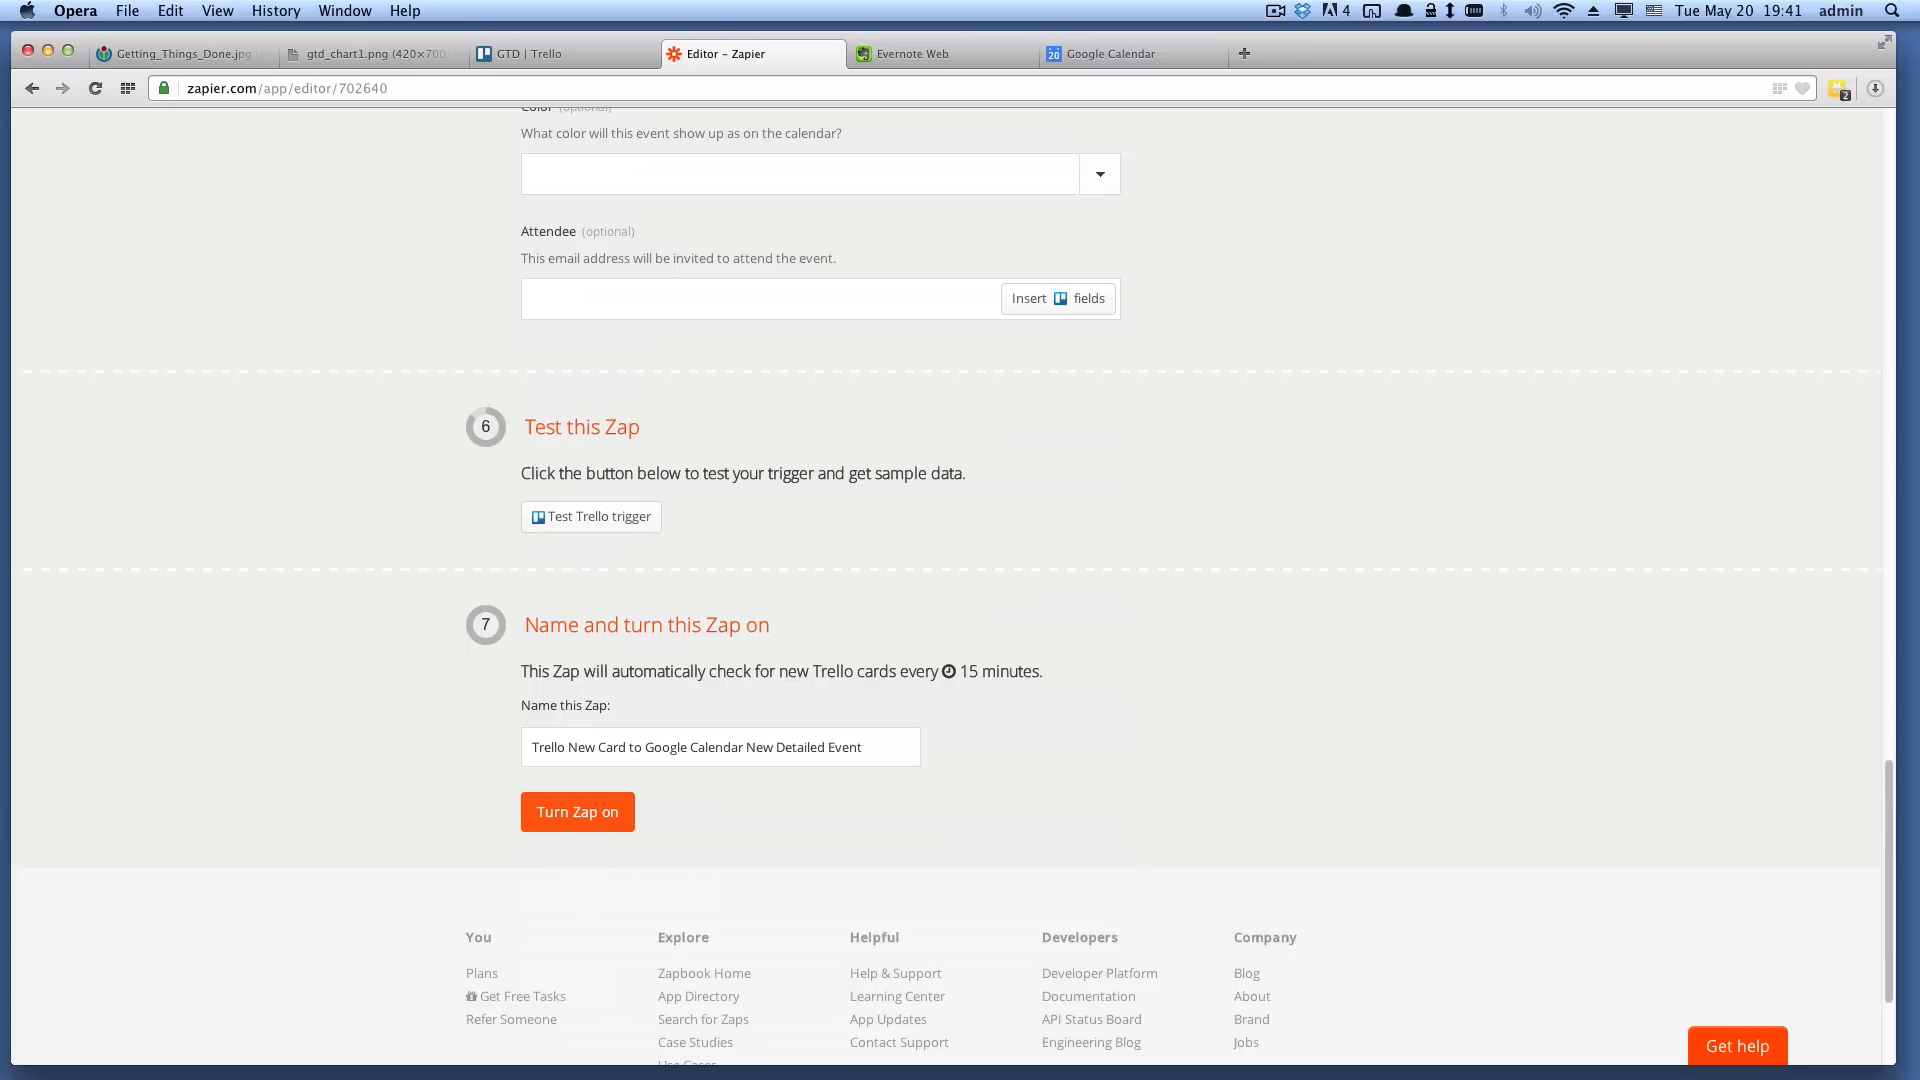 Opera File Edit View History Window Help
4
Tue May 20 19:41 admin
Getting_Things_Done.jpg
gtd_chart1.png (420×700
GTD | Trello
Editor – Zapier
Evernote Web
20 Google Calendar
zapier.com/app/editor/702640
2
Color (optional)
What color will this event show up as on the calendar?
Attendee (optional)
This email address will be invited to attend the event.
Insert fields
6 Test this Zap
Click the button below to test your trigger and get sample data.
Test Trello trigger
7 Name and turn this Zap on
This Zap will automatically check for new Trello cards every 15 minutes.
Name this Zap:
Trello New Card to Google Calendar New Detailed Event
Turn Zap on
You Explore Helpful Developers Company
Plans Zapbook Home Help & Support Developer Platform Blog
Get Free Tasks App Directory Learning Center Documentation About
Refer Someone Search for Zaps App Updates API Status Board Brand
Case Studies Contact Support Engineering Blog Jobs
Use Cases
Get help